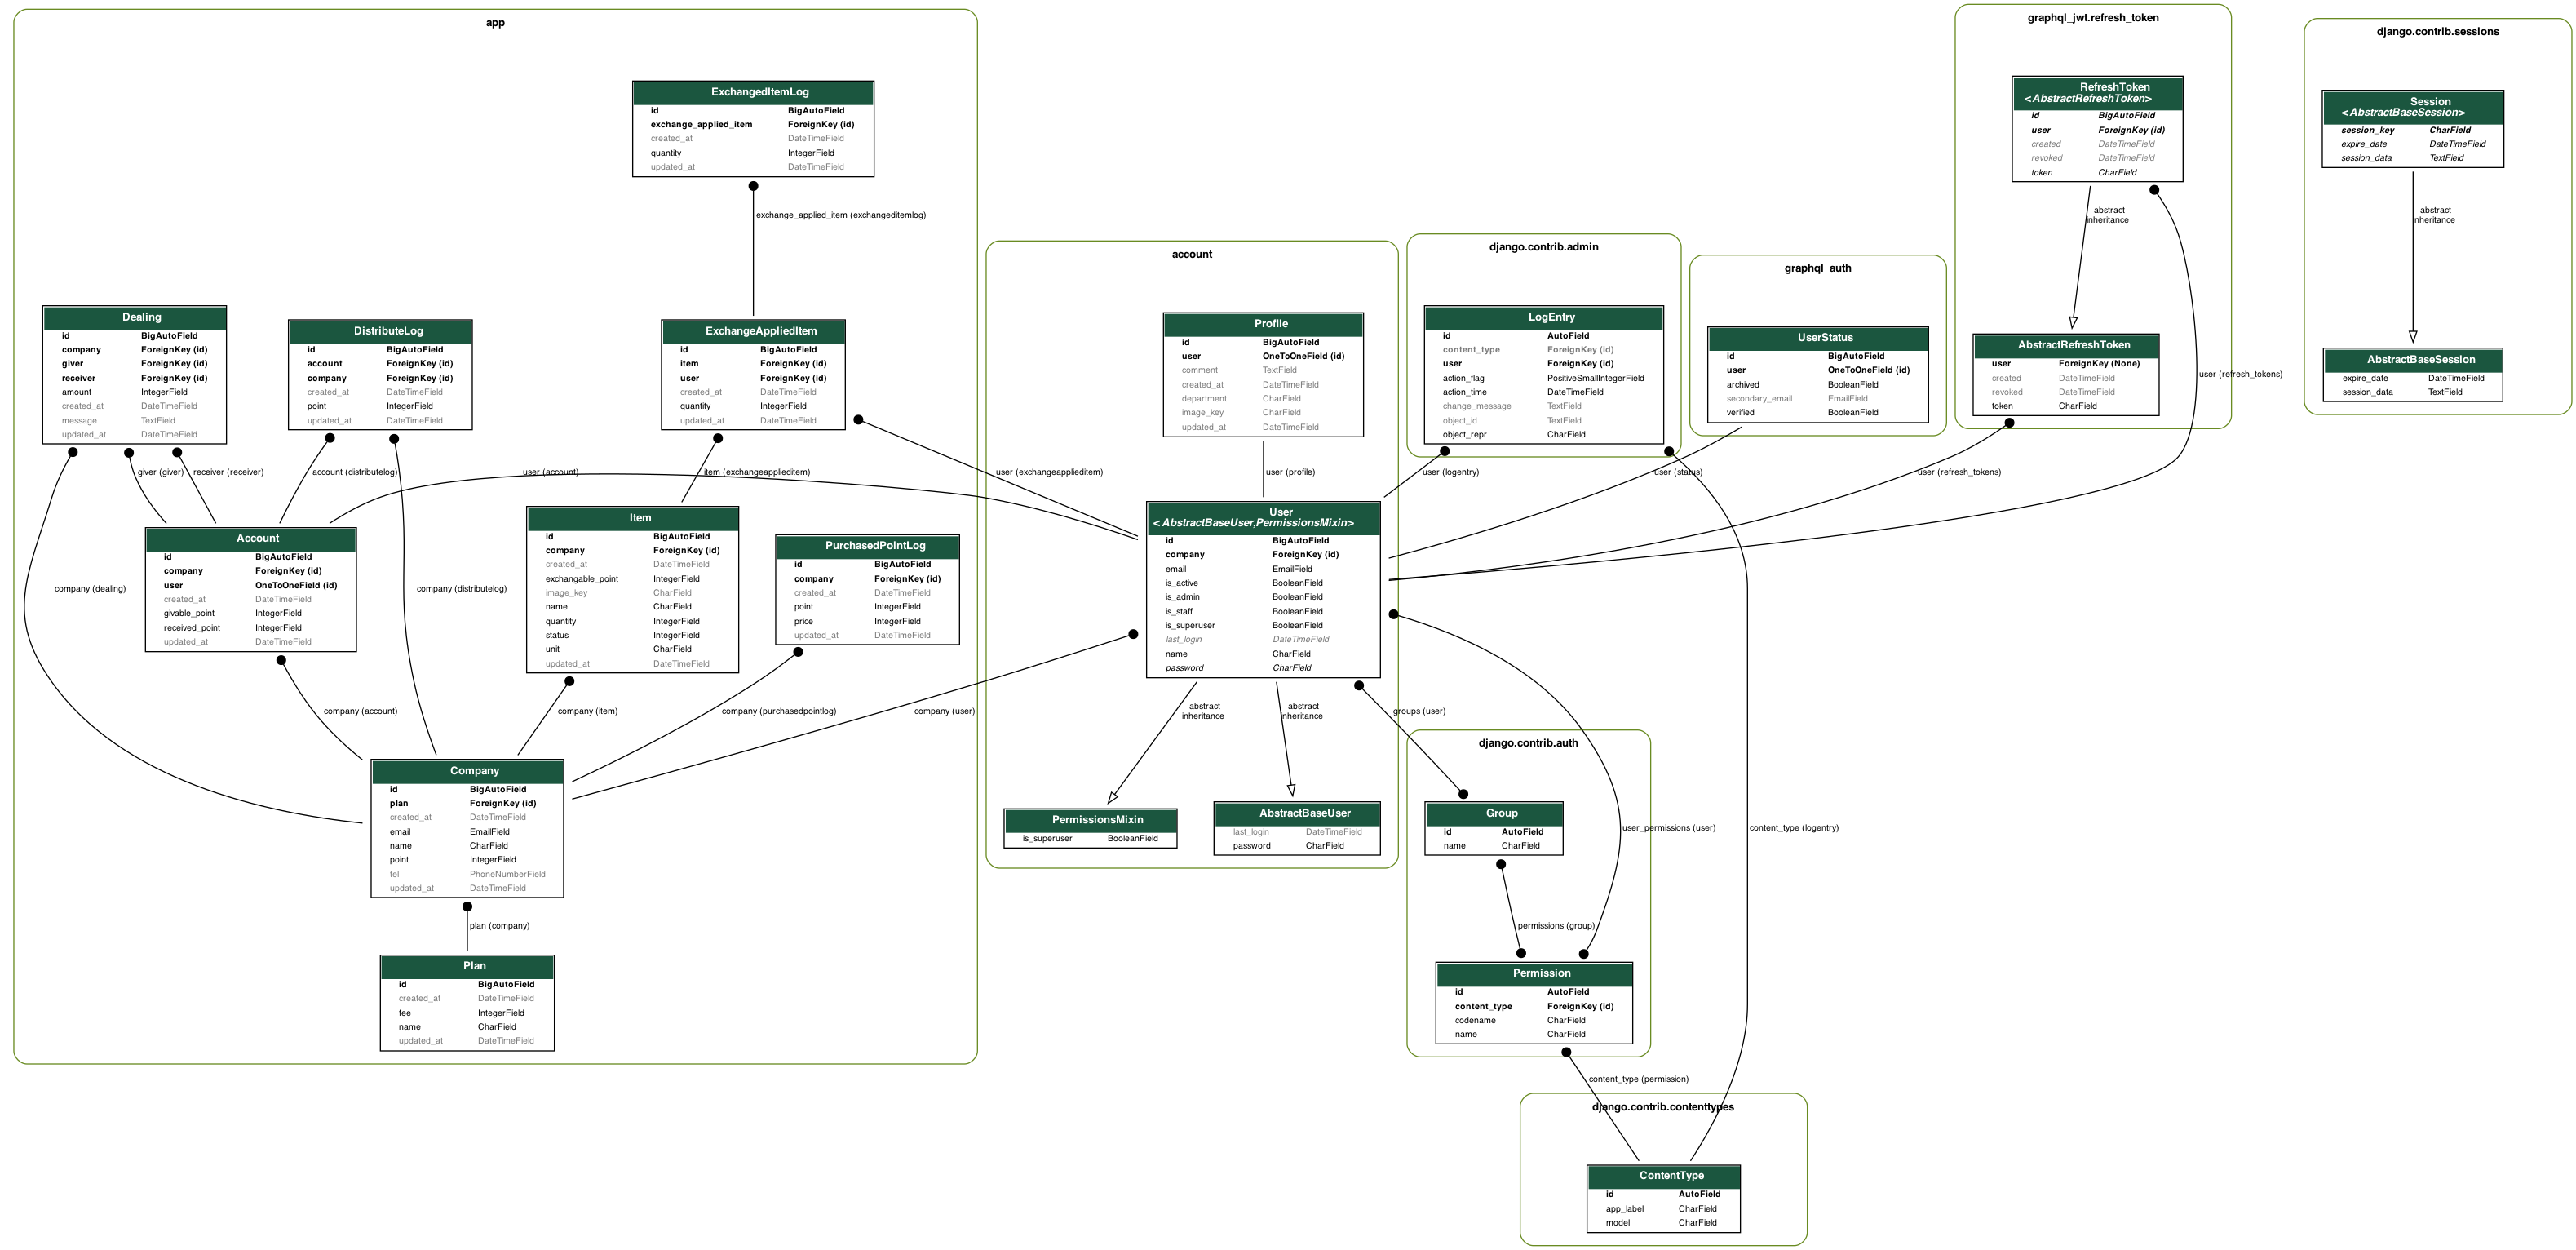 app
ExchangedItemLog
id BigAutoField
exchange_applied_item ForeignKey (id)
created_at DateTimeField
quantity IntegerField
updated_at DateTimeField
exchange_applied_item (exchangeditemlog)
Dealing
id BigAutoField
company ForeignKey (id)
giver ForeignKey (id)
receiver ForeignKey (id)
amount IntegerField
created_at DateTimeField
message TextField
updated_at DateTimeField
DistributeLog
id BigAutoField
account ForeignKey (id)
company ForeignKey (id)
created_at DateTimeField
point IntegerField
updated_at DateTimeField
ExchangeAppliedItem
id BigAutoField
item ForeignKey (id)
user ForeignKey (id)
created_at DateTimeField
quantity IntegerField
updated_at DateTimeField
giver (giver)
receiver (receiver)
account (distributelog)
user (account)
item (exchangeapplieditem)
user (exchangeapplieditem)
Account
id BigAutoField
company ForeignKey (id)
user OneToOneField (id)
created_at DateTimeField
givable_point IntegerField
received_point IntegerField
updated_at DateTimeField
Item
id BigAutoField
company ForeignKey (id)
created_at DateTimeField
exchangable_point IntegerField
image_key CharField
name CharField
quantity IntegerField
status IntegerField
unit CharField
updated_at DateTimeField
PurchasedPointLog
id BigAutoField
company ForeignKey (id)
created_at DateTimeField
point IntegerField
price IntegerField
updated_at DateTimeField
company (dealing)
company (distributelog)
company (account)
company (item)
company (purchasedpointlog)
company (user)
Company
id BigAutoField
plan ForeignKey (id)
created_at DateTimeField
email EmailField
name CharField
point IntegerField
tel PhoneNumberField
updated_at DateTimeField
plan (company)
Plan
id BigAutoField
created_at DateTimeField
fee IntegerField
name CharField
updated_at DateTimeField
account
Profile
id BigAutoField
user OneToOneField (id)
comment TextField
created_at DateTimeField
department CharField
image_key CharField
updated_at DateTimeField
user (profile)
User
<AbstractBaseUser,PermissionsMixin>
id BigAutoField
company ForeignKey (id)
email EmailField
is_active BooleanField
is_admin BooleanField
is_staff BooleanField
is_superuser BooleanField
last_login DateTimeField
name CharField
password CharField
abstract
inheritance
abstract
inheritance
PermissionsMixin
is_superuser BooleanField
AbstractBaseUser
last_login DateTimeField
password CharField
django.contrib.admin
LogEntry
id AutoField
content_type ForeignKey (id)
user ForeignKey (id)
action_flag PositiveSmallIntegerField
action_time DateTimeField
change_message TextField
object_id TextField
object_repr CharField
user (logentry)
graphql_auth
UserStatus
id BigAutoField
user OneToOneField (id)
archived BooleanField
secondary_email EmailField
verified BooleanField
user (status)
graphql_jwt.refresh_token
RefreshToken
<AbstractRefreshToken>
id BigAutoField
user ForeignKey (id)
created DateTimeField
revoked DateTimeField
token CharField
abstract
inheritance
AbstractRefreshToken
user ForeignKey (None)
created DateTimeField
revoked DateTimeField
token CharField
user (refresh_tokens)
user (refresh_tokens)
django.contrib.sessions
Session
<AbstractBaseSession>
session_key CharField
expire_date DateTimeField
session_data TextField
abstract
inheritance
AbstractBaseSession
expire_date DateTimeField
session_data TextField
groups (user)
django.contrib.auth
Group
id AutoField
name CharField
user_permissions (user)
content_type (logentry)
permissions (group)
Permission
id AutoField
content_type ForeignKey (id)
codename CharField
name CharField
content_type (permission)
django.contrib.contenttypes
ContentType
id AutoField
app_label CharField
model CharField